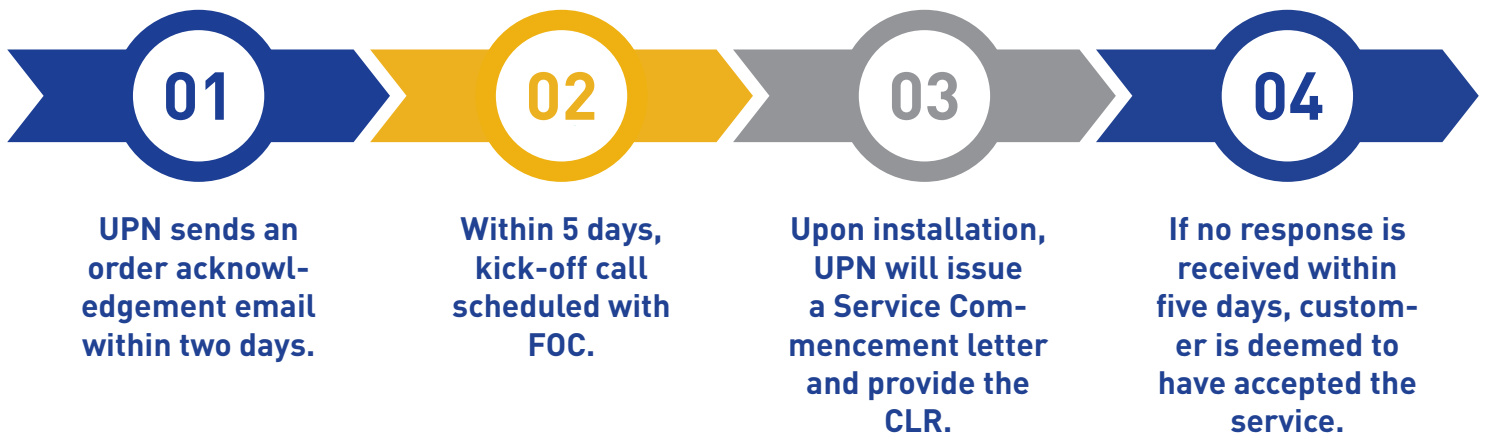 01
UPN sends an
order acknowl-
edgement email
within two days.
02
Within 5 days,
kick-off call
scheduled with
FOC.
03
Upon installation,
UPN will issue
a Service Com-
mencement letter
and provide the
CLR.
04
If no response is
received within
five days, custom-
er is deemed to
have accepted the
service.